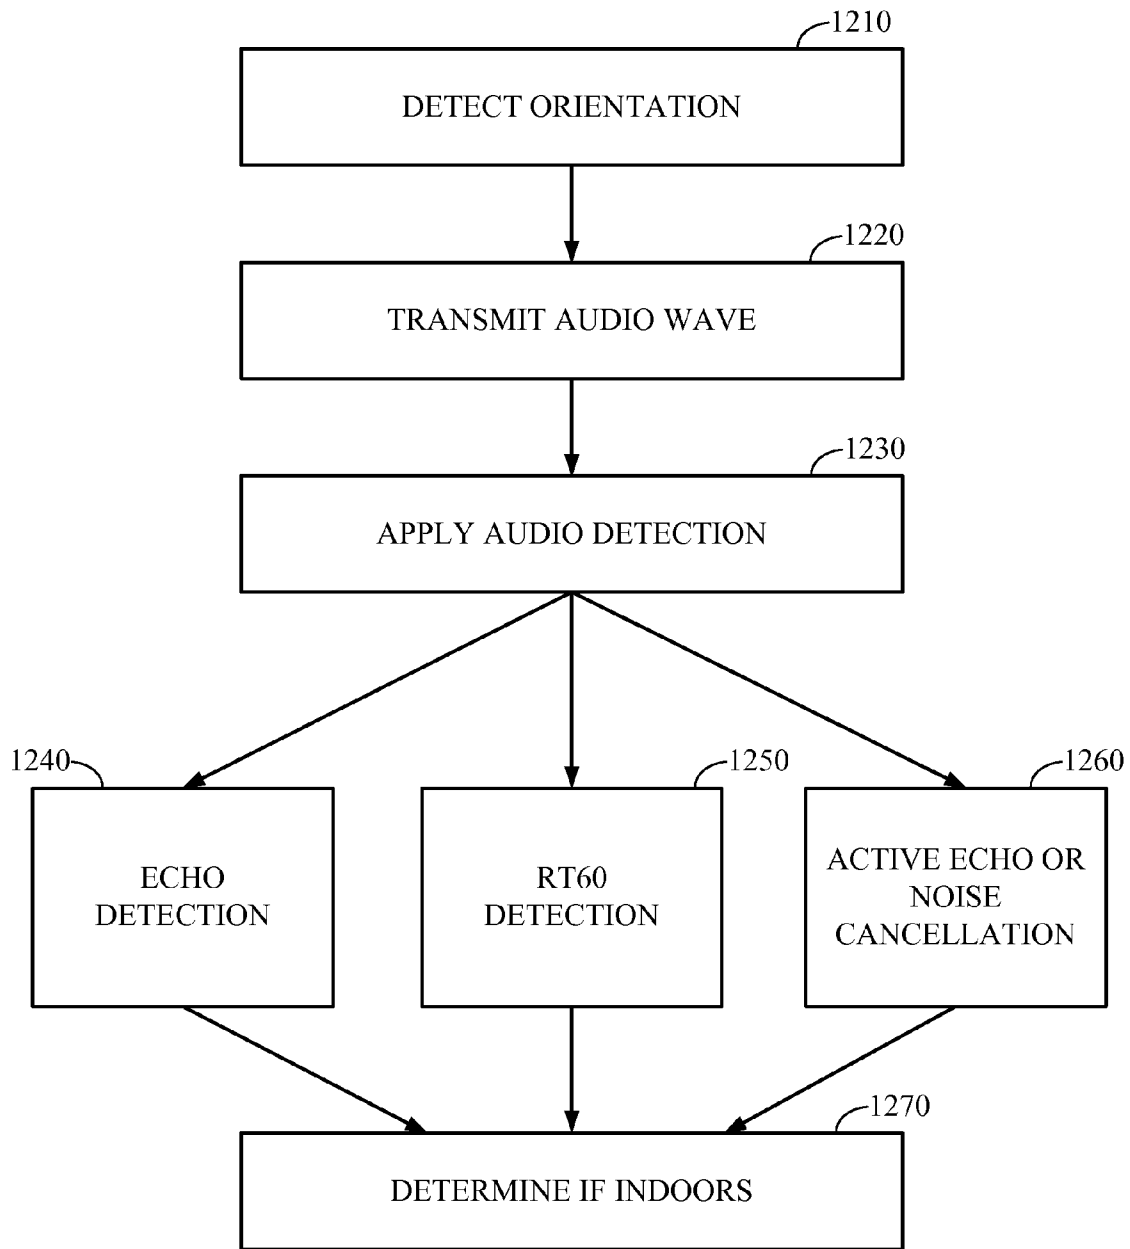 1210
DETECT ORIENTATION
1220
TRANSMIT AUDIO WAVE
1230
APPLY AUDIO DETECTION
1240
ECHO
DETECTION
1250
RT60
DETECTION
1260
ACTIVE ECHO OR
NOISE
CANCELLATION
1270
DETERMINE IF INDOORS